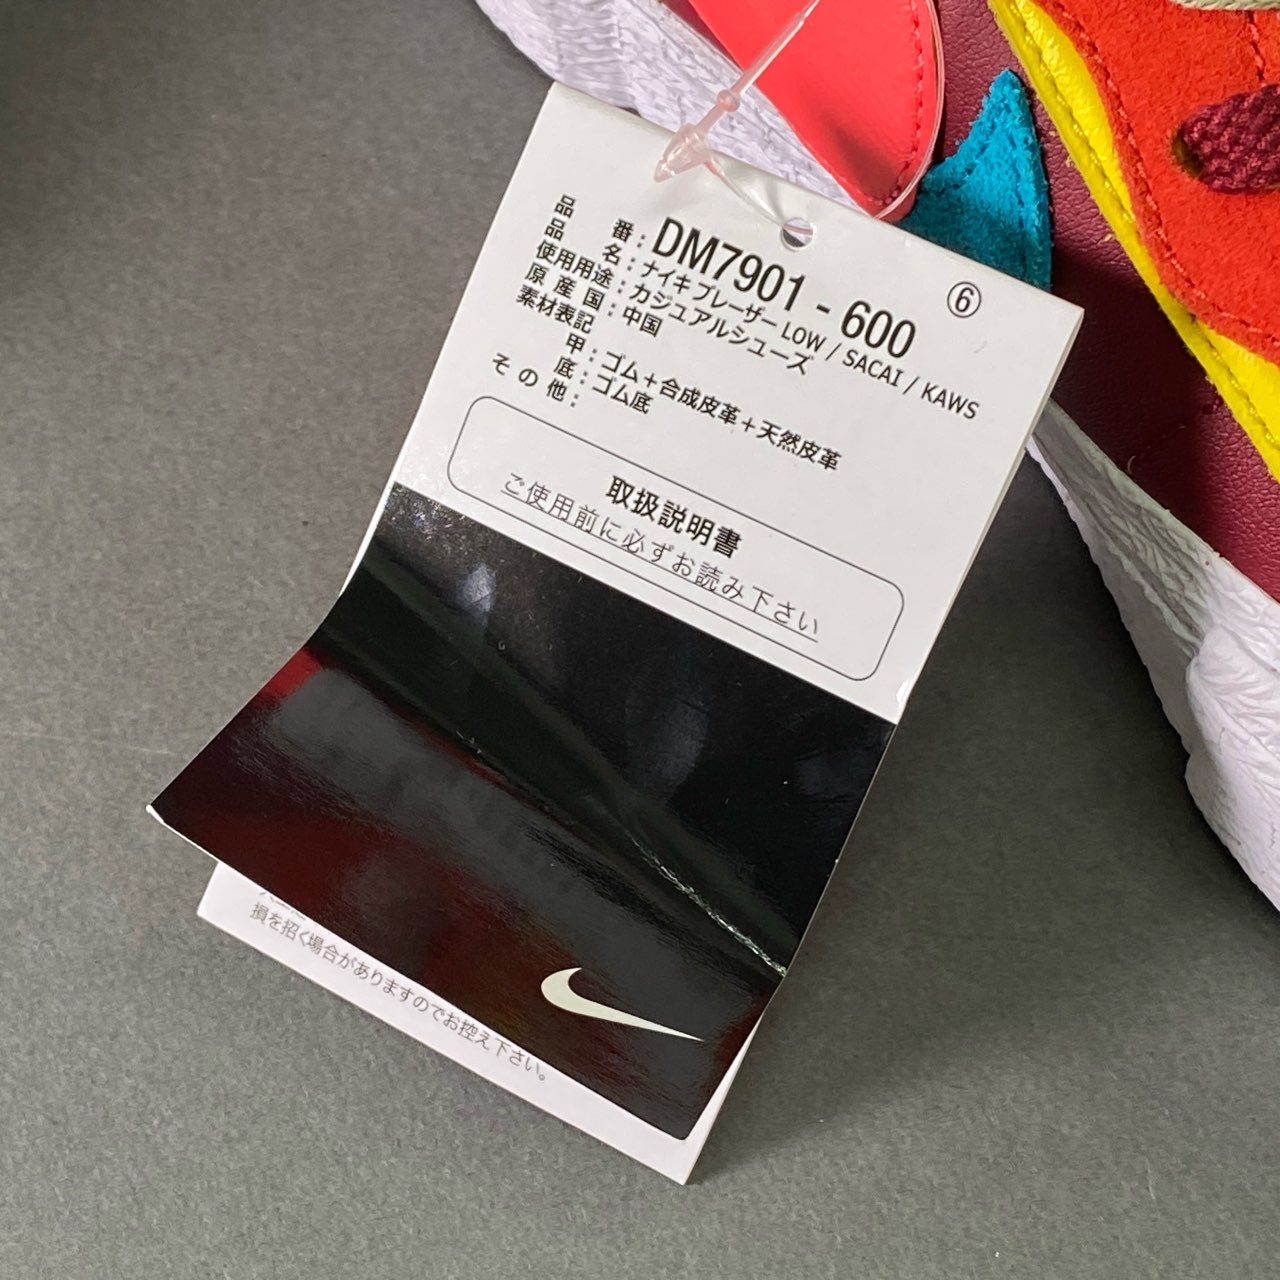 品番：DM7901 - 600 ⑥
品名：ナイキ ブレーザー LOW / SACAI / KAWS
使用用途：カジュアルシューズ
原産国：中国
素材表記
甲：ゴム＋合成皮革＋天然皮革
底：ゴム底
その他：
取扱説明書
ご使用前に必ずお読み下さい
損を招く場合がありますのでお控え下さい。